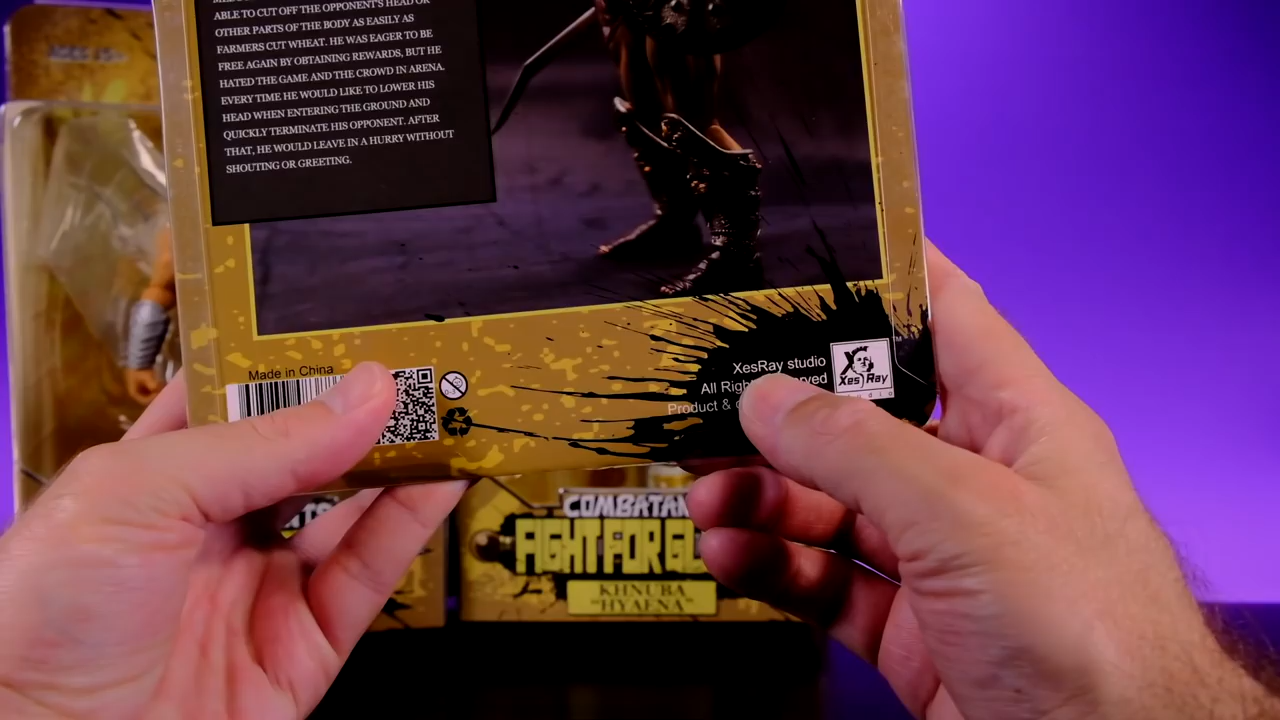 ABLE TO CUT OFF THE OPPONENT'S HEAD OR
OTHER PARTS OF THE BODY AS EASILY AS
FARMERS CUT WHEAT. HE WAS EAGER TO BE
FREE AGAIN BY OBTAINING REWARDS, BUT HE
HATED THE GAME AND THE CROWD IN ARENA.
EVERY TIME HE WOULD LIKE TO LOWER HIS
HEAD WHEN ENTERING THE GROUND AND
QUICKLY TERMINATE HIS OPPONENT. AFTER
THAT, HE WOULD LEAVE IN A HURRY WITHOUT
SHOUTING OR GREETING.
Made in China
XesRay studio
All Righ rved
Product &
XesRay
studio
TM
COMBATAN
FIGHT FOR GL
KHNUBA
"HYAENA"